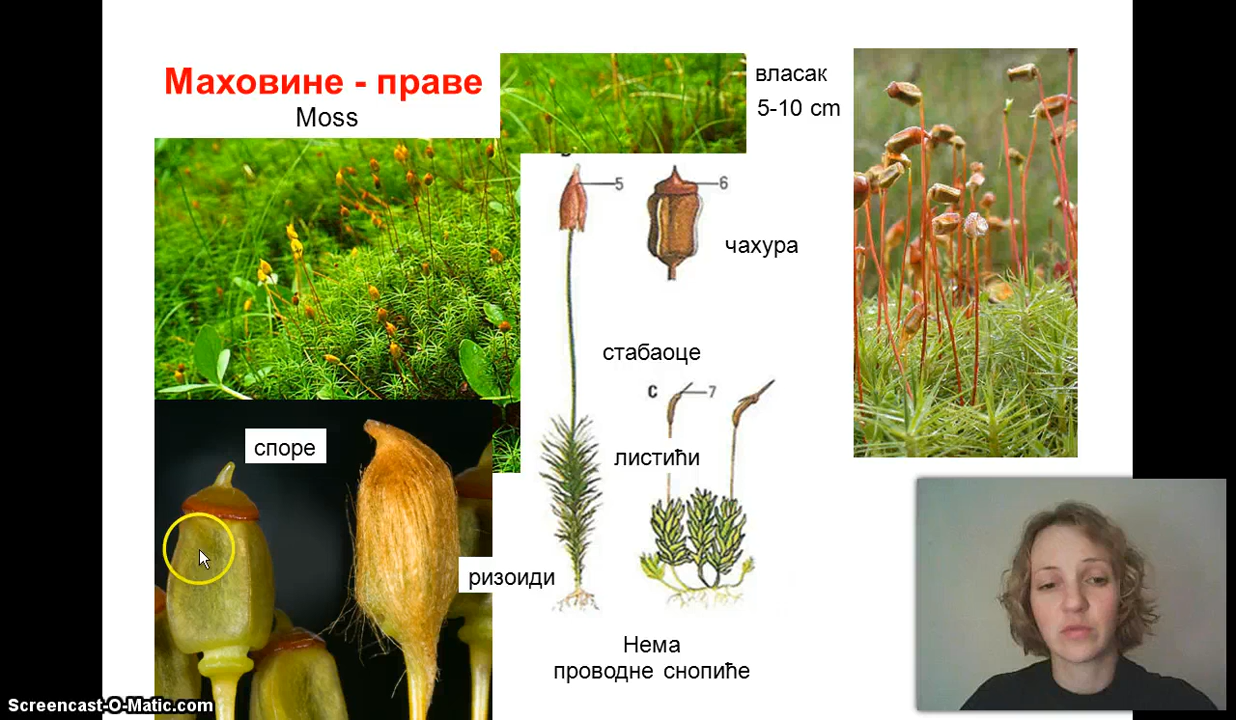 Маховине - праве
Moss
власак
5-10 cm
5
6
чахура
стабаоце
C
7
листићи
споре
ризоиди
Нема
проводне снопиће
Screencast-O-Matic.com